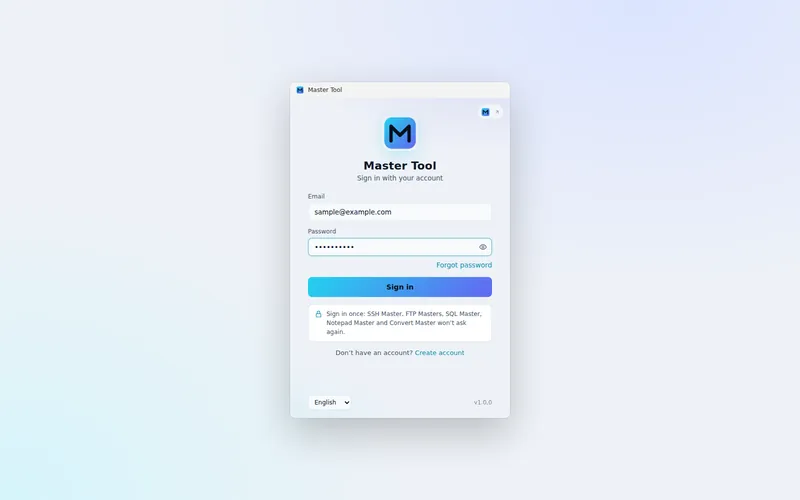 Master Tool
Master Tool
Sign in with your account
Email
sample@example.com
Password
••••••••••
Forgot password
Sign in
Sign in once: SSH Master, FTP Masters, SQL Master,
Notepad Master and Convert Master won't ask
again.
Don't have an account? Create account
English
v1.0.0